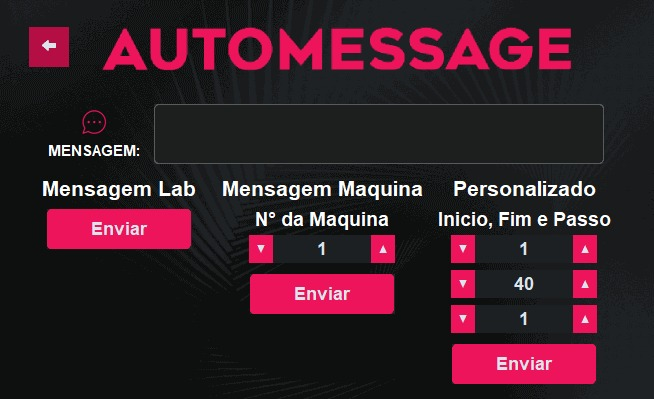 AUTOMESSAGE
MENSAGEM:
Mensagem Lab
Enviar
Mensagem Maquina
N° da Maquina
1
Enviar
Personalizado
Inicio, Fim e Passo
1
40
1
Enviar